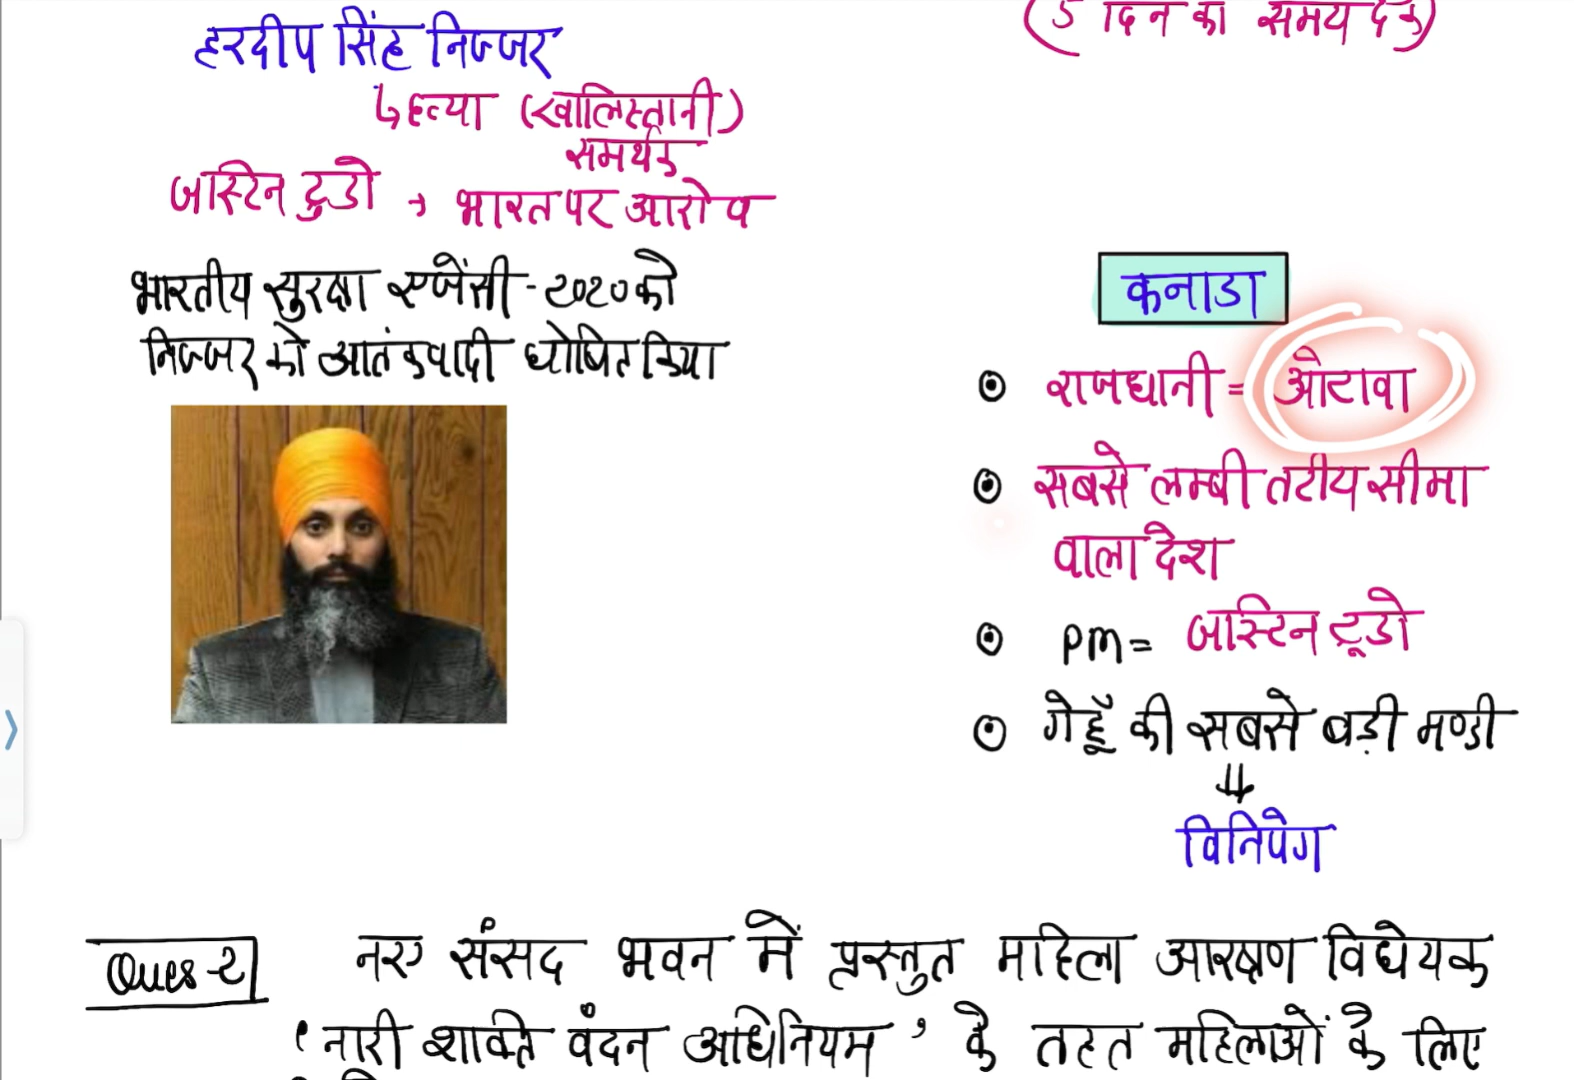 हरदीप सिंह निज्जर
↳ हत्या (खालिस्तानी)
समर्थक
जास्टिन ट्रुडो → भारत पर आरोप
भारतीय सुरक्षा एजेंसी - 2020 को
निज्जर को आतंकवादी घोषित किया
(5 दिन का समय देके)
कनाडा
⊙ राजधानी = ओटावा
⊙ सबसे लम्बी तटीय सीमा
वाला देश
⊙ PM = जास्टिन ट्रूडो
⊙ गेहूँ की सबसे बड़ी मण्डी
⇓
विनिपेग
Ques-2 नए संसद भवन में प्रस्तुत महिला आरक्षण विधेयक
'नारी शक्ति वंदन अधिनियम' के तहत महिलाओं के लिए